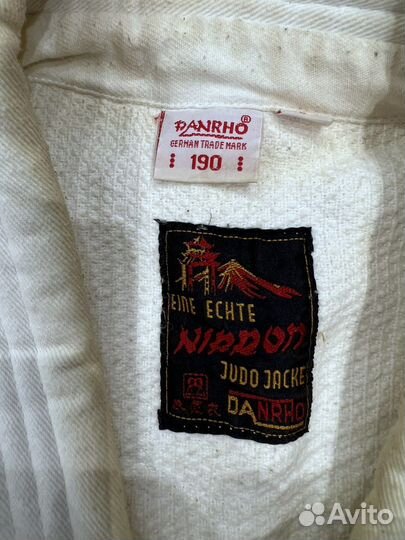 DANRHO®
GERMAN TRADE MARK
190
EINE ECHTE
NIPPON
JUDO JACKE
DANRHO
Avito